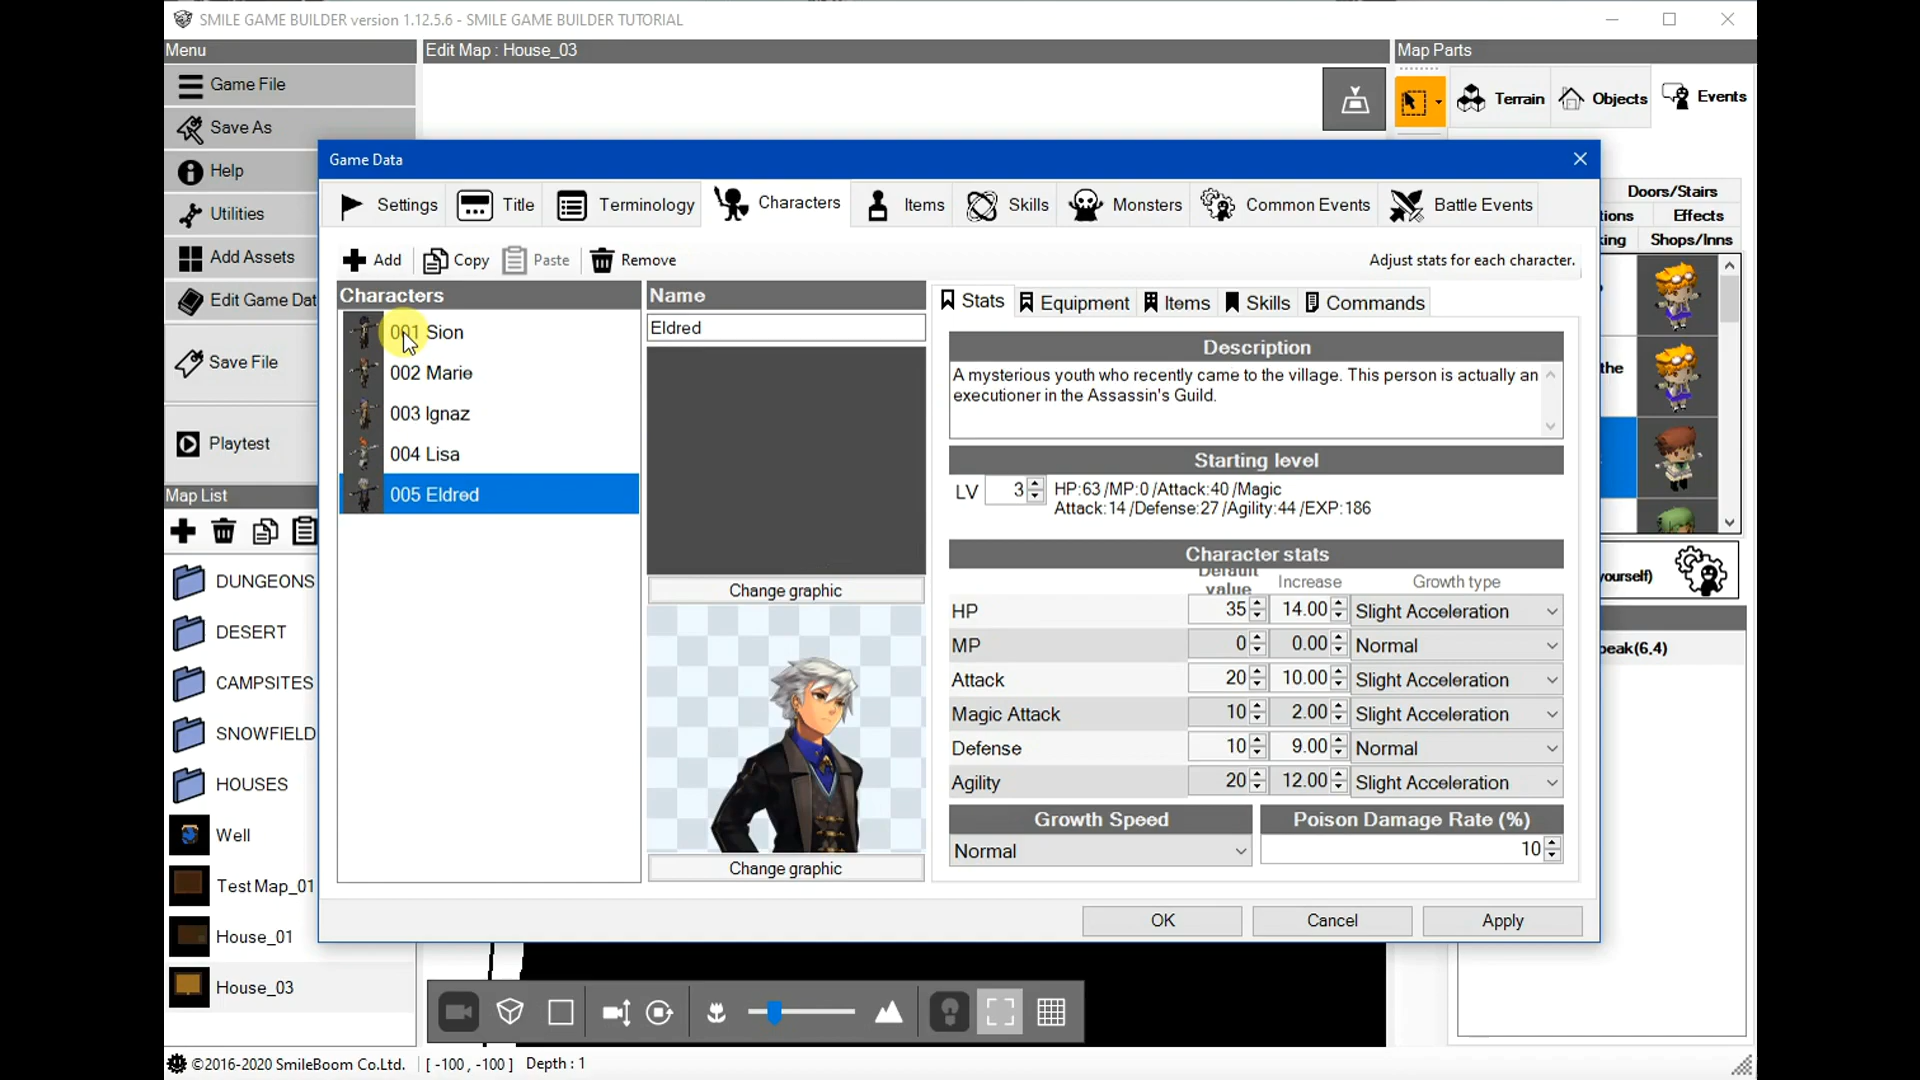 SMILE GAME BUILDER version 1.12.5.6 - SMILE GAME BUILDER TUTORIAL
Menu
Edit Map : House_03
Map Parts
Game File
Save As
Help
Utilities
Add Assets
Edit Game Dat
Save File
Playtest
Map List
DUNGEONS
DESERT
CAMPSITES
SNOWFIELD
HOUSES
Well
Test Map_01
House_01
House_03
Terrain
Objects
Events
Doors/Stairs
tions
Effects
king
Shops/Inns
the
yourself)
peak(6,4)
Game Data
Settings
Title
Terminology
Characters
Items
Skills
Monsters
Common Events
Battle Events
Add
Copy
Paste
Remove
Adjust stats for each character.
Characters
001 Sion
002 Marie
003 Ignaz
004 Lisa
005 Eldred
Name
Eldred
Change graphic
Change graphic
Stats
Equipment
Items
Skills
Commands
Description
A mysterious youth who recently came to the village. This person is actually an
executioner in the Assassin's Guild.
Starting level
LV 3
HP:63 /MP:0 /Attack:40 /Magic
Attack:14 /Defense:27 /Agility:44 /EXP:186
Character stats
Default
value
Increase
Growth type
HP 35 14.00 Slight Acceleration
MP 0 0.00 Normal
Attack 20 10.00 Slight Acceleration
Magic Attack 10 2.00 Slight Acceleration
Defense 10 9.00 Normal
Agility 20 12.00 Slight Acceleration
Growth Speed
Normal
Poison Damage Rate (%)
10
OK
Cancel
Apply
©2016-2020 SmileBoom Co.Ltd.
[ -100 , -100 ]
Depth : 1